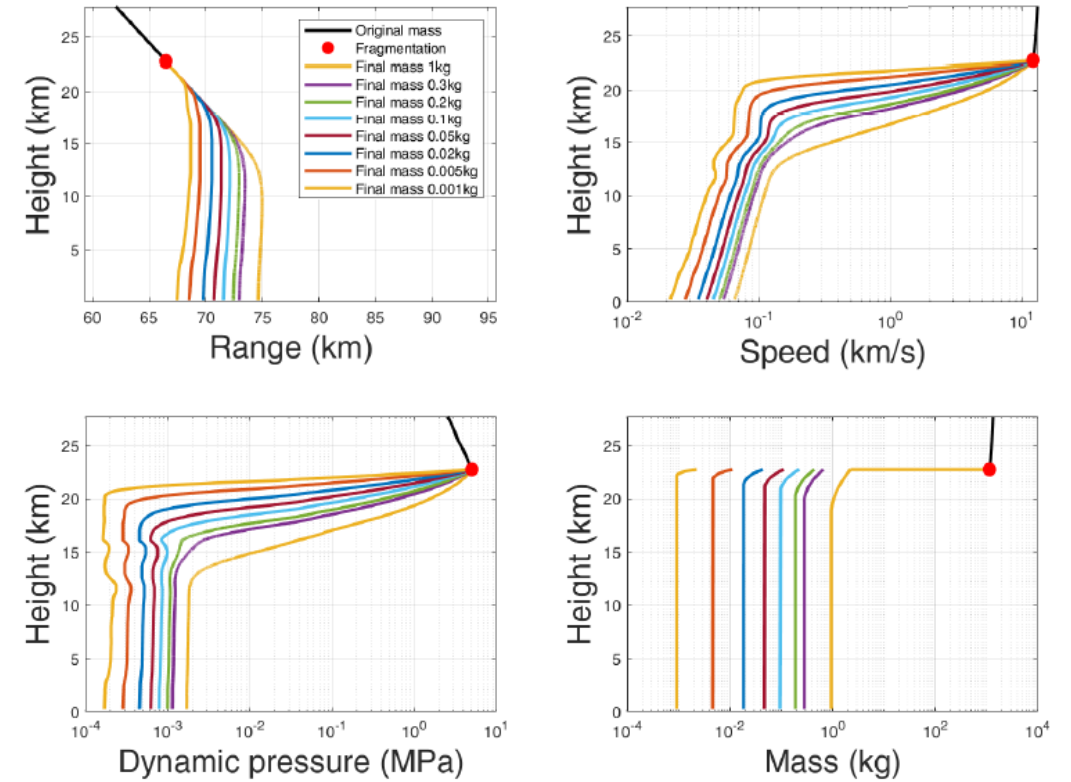 25
20
15
10
5
60 65 70 75 80 85 90 95
Height (km)
Range (km)
Original mass
Fragmentation
Final mass 1kg
Final mass 0.3kg
Final mass 0.2kg
Final mass 0.1kg
Final mass 0.05kg
Final mass 0.02kg
Final mass 0.005kg
Final mass 0.001kg
25
20
15
10
5
0
10-2 10-1 100 101
Height (km)
Speed (km/s)
25
20
15
10
5
0
10-4 10-3 10-2 10-1 100 101
Height (km)
Dynamic pressure (MPa)
25
20
15
10
5
0
10-4 10-2 100 102 104
Height (km)
Mass (kg)